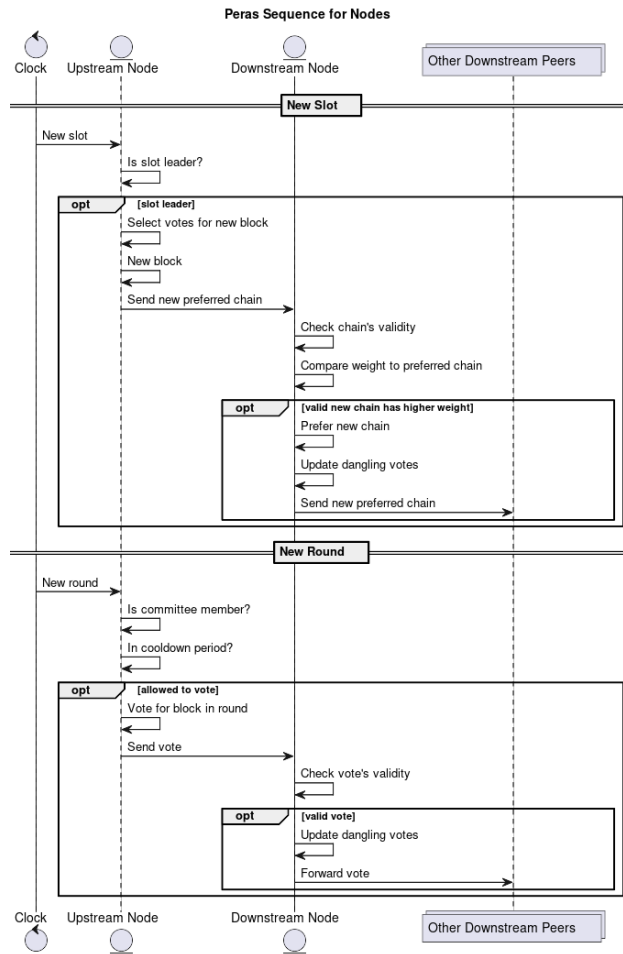 Peras Sequence for Nodes
Clock
Upstream Node
Downstream Node
Other Downstream Peers
New Slot
New slot
Is slot leader?
opt
[slot leader]
Select votes for new block
New block
Send new preferred chain
Check chain's validity
Compare weight to preferred chain
opt
[valid new chain has higher weight]
Prefer new chain
Update dangling votes
Send new preferred chain
New Round
New round
Is committee member?
In cooldown period?
opt
[allowed to vote]
Vote for block in round
Send vote
Check vote's validity
opt
[valid vote]
Update dangling votes
Forward vote
Clock
Upstream Node
Downstream Node
Other Downstream Peers